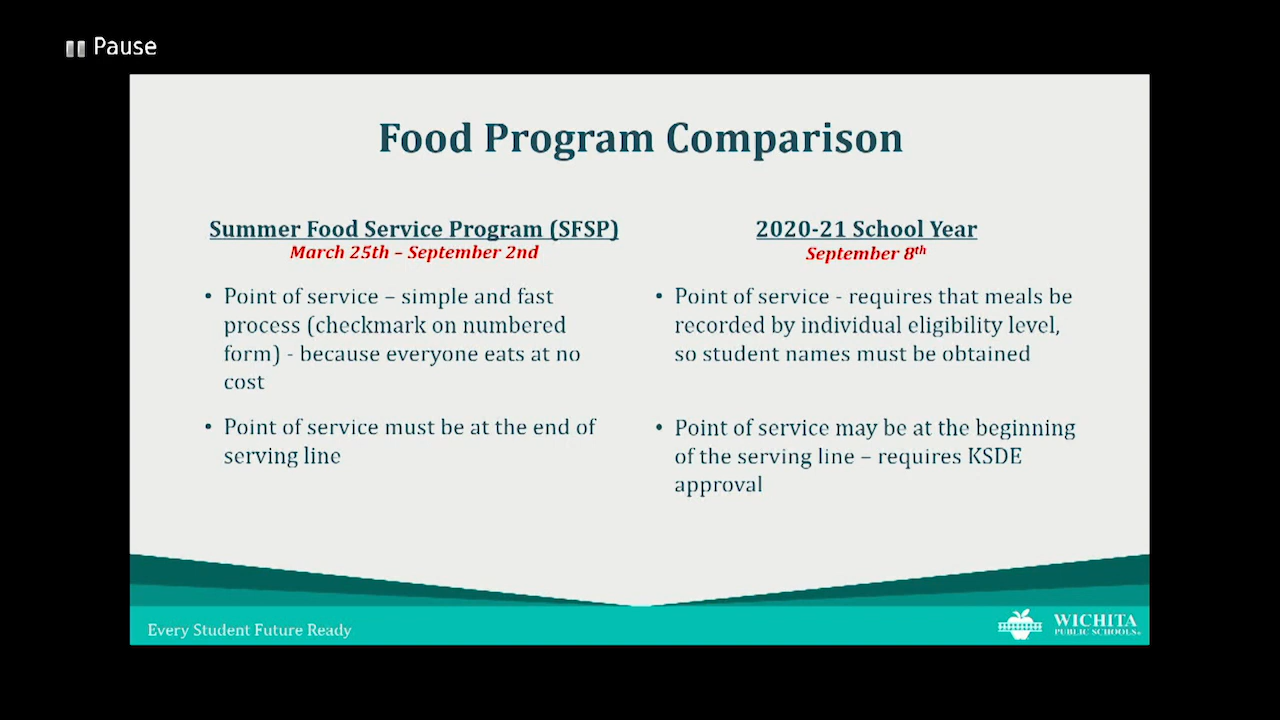 Pause
Food Program Comparison
Summer Food Service Program (SFSP)
March 25th – September 2nd
• Point of service – simple and fast
process (checkmark on numbered
form) - because everyone eats at no
cost
• Point of service must be at the end of
serving line
2020-21 School Year
September 8th
• Point of service - requires that meals be
recorded by individual eligibility level,
so student names must be obtained
• Point of service may be at the beginning
of the serving line – requires KSDE
approval
Every Student Future Ready
WICHITA
PUBLIC SCHOOLS®